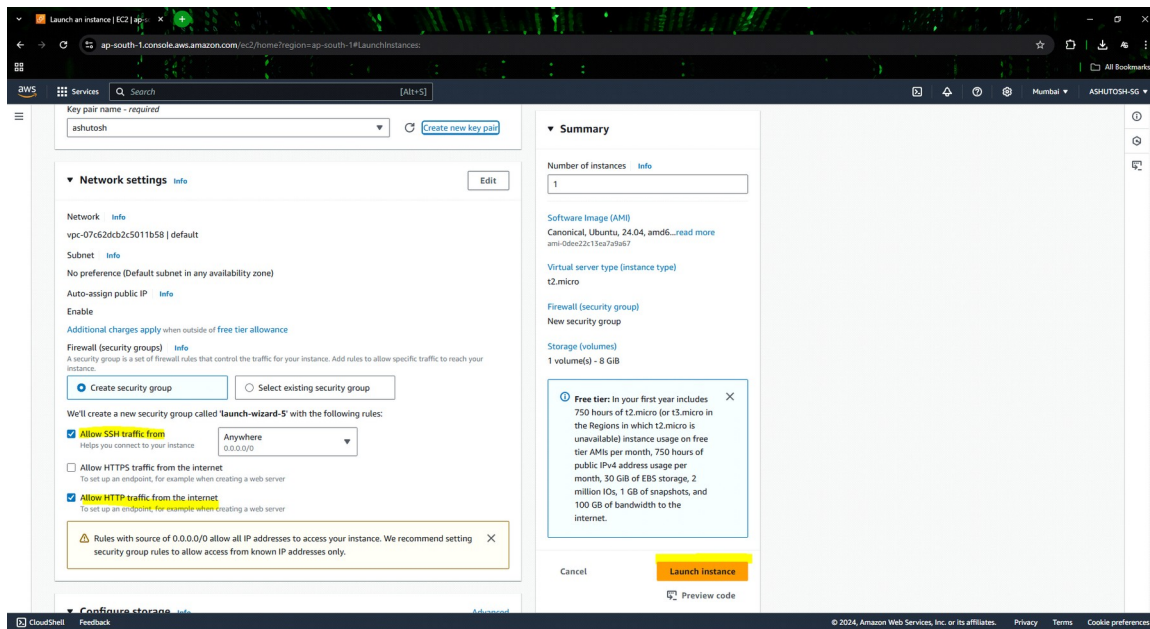 Launch an instance | EC2 | ap-s
ap-south-1.console.aws.amazon.com/ec2/home?region=ap-south-1#LaunchInstances:
All Bookmarks
aws
Services
Search
[Alt+S]
Mumbai
ASHUTOSH-SG
Key pair name - required
ashutosh
Create new key pair
Network settings Info
Edit
Network Info
vpc-07c62dcb2c5011b58 | default
Subnet Info
No preference (Default subnet in any availability zone)
Auto-assign public IP Info
Enable
Additional charges apply when outside of free tier allowance
Firewall (security groups) Info
A security group is a set of firewall rules that control the traffic for your instance. Add rules to allow specific traffic to reach your
instance.
Create security group
Select existing security group
We'll create a new security group called 'launch-wizard-5' with the following rules:
Allow SSH traffic from
Helps you connect to your instance
Anywhere
0.0.0.0/0
Allow HTTPS traffic from the internet
To set up an endpoint, for example when creating a web server
Allow HTTP traffic from the internet
To set up an endpoint, for example when creating a web server
Rules with source of 0.0.0.0/0 allow all IP addresses to access your instance. We recommend setting
security group rules to allow access from known IP addresses only.
Configure storage Info
Advanced
Summary
Number of instances Info
1
Software Image (AMI)
Canonical, Ubuntu, 24.04, amd6...read more
ami-0dee22c13ea7a9a67
Virtual server type (instance type)
t2.micro
Firewall (security group)
New security group
Storage (volumes)
1 volume(s) - 8 GiB
Free tier: In your first year includes
750 hours of t2.micro (or t3.micro in
the Regions in which t2.micro is
unavailable) instance usage on free
tier AMIs per month, 750 hours of
public IPv4 address usage per
month, 30 GiB of EBS storage, 2
million IOs, 1 GB of snapshots, and
100 GB of bandwidth to the
internet.
Cancel
Launch instance
Preview code
CloudShell
Feedback
© 2024, Amazon Web Services, Inc. or its affiliates.
Privacy
Terms
Cookie preferences